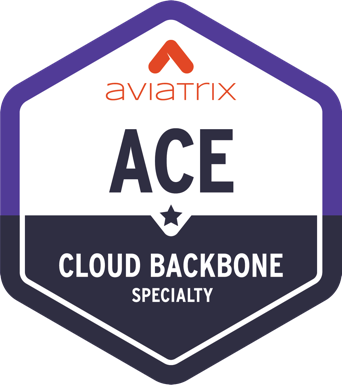 aviatrix
ACE
CLOUD BACKBONE
SPECIALTY